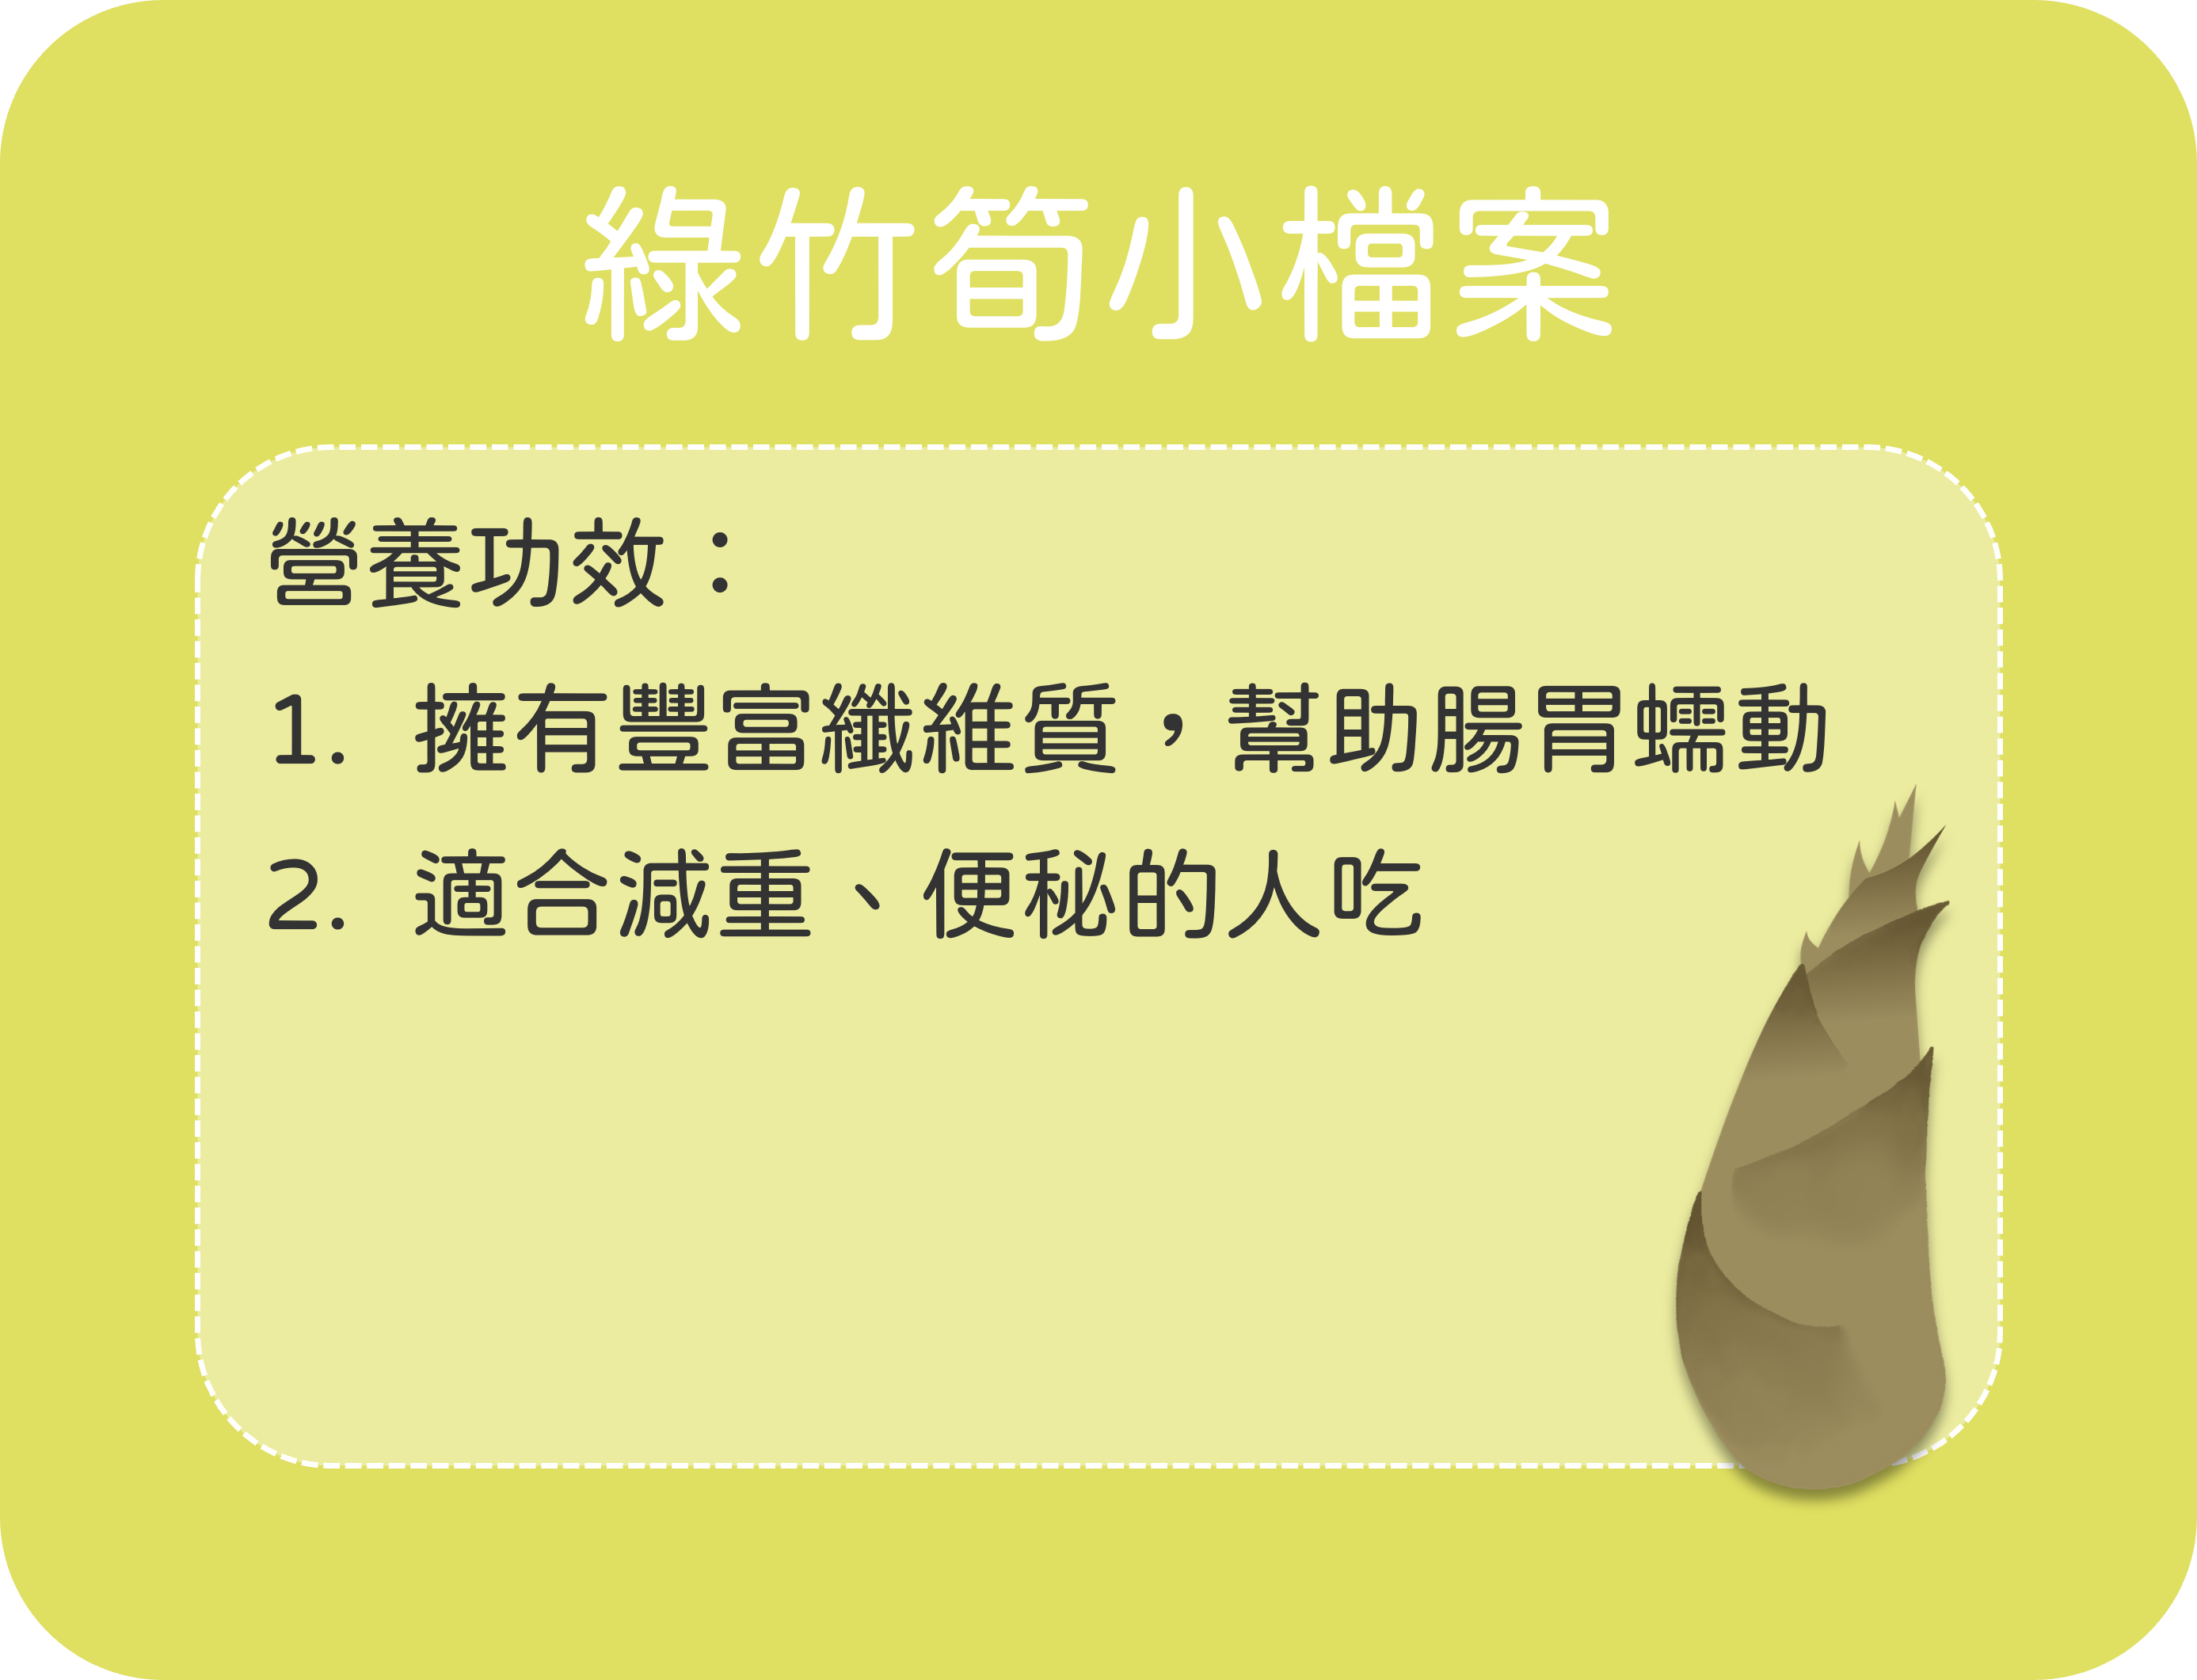 綠竹筍小檔案
營養功效：
1. 擁有豐富纖維質，幫助腸胃蠕動
2. 適合減重、便祕的人吃